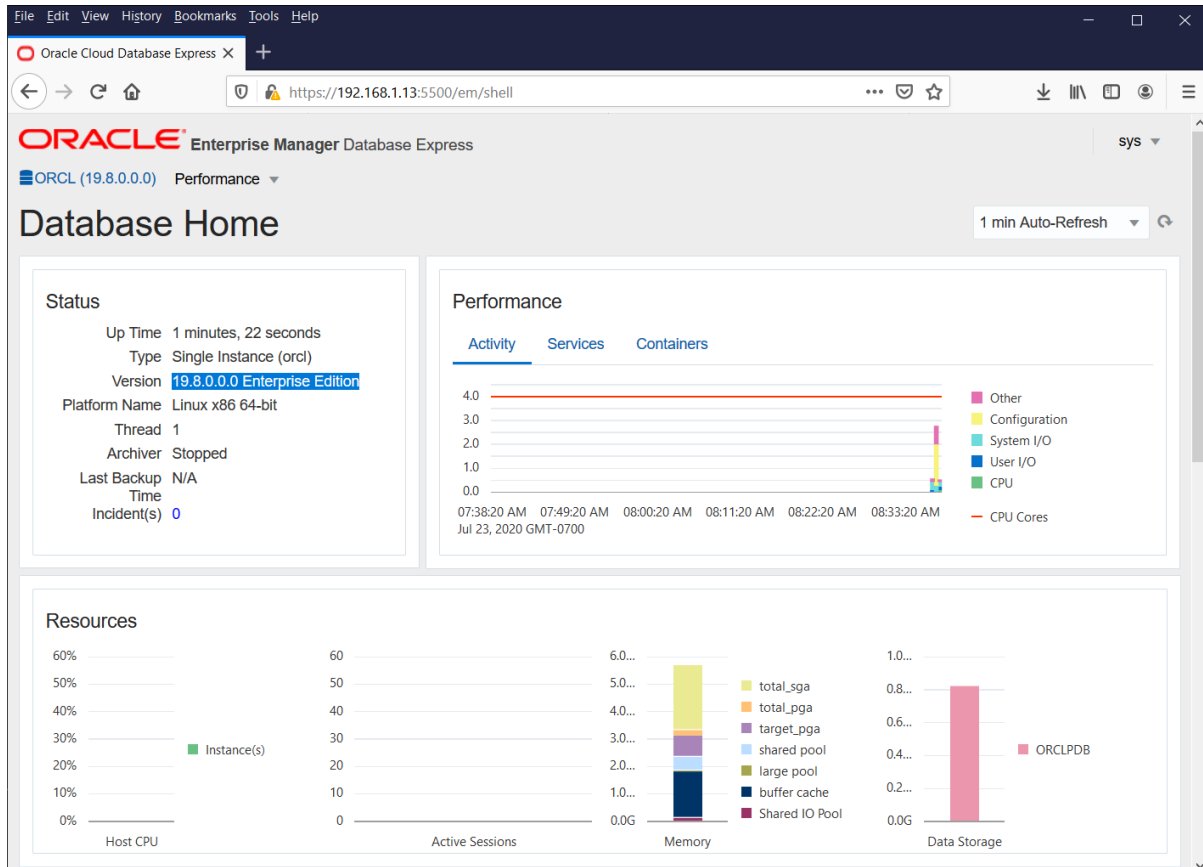 File Edit View History Bookmarks Tools Help
Oracle Cloud Database Express
https://192.168.1.13:5500/em/shell
ORACLE Enterprise Manager Database Express
sys
ORCL (19.8.0.0.0) Performance
Database Home
1 min Auto-Refresh
Status
Up Time 1 minutes, 22 seconds
Type Single Instance (orcl)
Version 19.8.0.0.0 Enterprise Edition
Platform Name Linux x86 64-bit
Thread 1
Archiver Stopped
Last Backup N/A
Time
Incident(s) 0
Performance
Activity Services Containers
4.0
3.0
2.0
1.0
0.0
07:38:20 AM 07:49:20 AM 08:00:20 AM 08:11:20 AM 08:22:20 AM 08:33:20 AM
Jul 23, 2020 GMT-0700
Other
Configuration
System I/O
User I/O
CPU
CPU Cores
Resources
60%
50%
40%
30%
20%
10%
0%
Host CPU
Instance(s)
60
50
40
30
20
10
0
Active Sessions
6.0...
5.0...
4.0...
3.0...
2.0...
1.0...
0.0G
Memory
total_sga
total_pga
target_pga
shared pool
large pool
buffer cache
Shared IO Pool
1.0...
0.8...
0.6...
0.4...
0.2...
0.0G
Data Storage
ORCLPDB